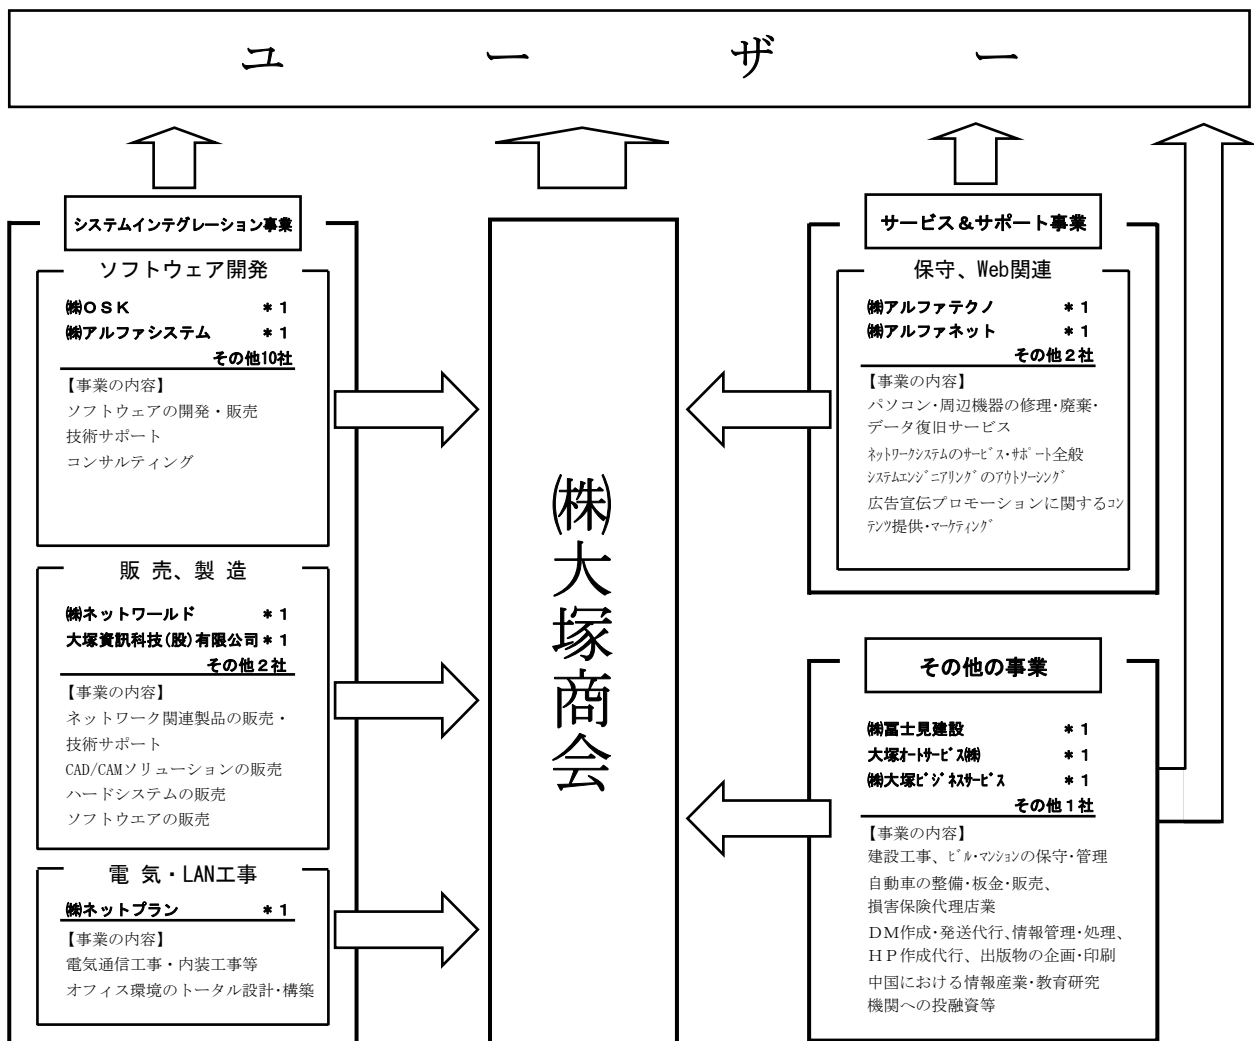 ユーザー
システムインテグレーション事業
ソフトウェア開発
㈱ＯＳＫ ＊１
㈱アルファシステム ＊１
その他10社
【事業の内容】
ソフトウェアの開発・販売
技術サポート
コンサルティング
販 売、製 造
㈱ネットワールド ＊１
大塚資訊科技(股)有限公司＊１
その他２社
【事業の内容】
ネットワーク関連製品の販売・
技術サポート
CAD/CAMソリューションの販売
ハードシステムの販売
ソフトウエアの販売
電 気・LAN工事
㈱ネットプラン ＊１
【事業の内容】
電気通信工事・内装工事等
オフィス環境のトータル設計・構築
㈱大塚商会
サービス＆サポート事業
保守、Web関連
㈱アルファテクノ ＊１
㈱アルファネット ＊１
その他２社
【事業の内容】
パソコン・周辺機器の修理・廃棄・
データ復旧サービス
ﾈｯﾄﾜｰｸｼｽﾃﾑのｻｰﾋﾞｽ・ｻﾎﾟｰﾄ全般
ｼｽﾃﾑｴﾝｼﾞﾆｱﾘﾝｸﾞのｱｳﾄｿｰｼﾝｸﾞ
広告宣伝プロモーションに関するｺﾝ
ﾃﾝﾂ提供・ﾏｰｹﾃｨﾝｸﾞ
その他の事業
㈱冨士見建設 ＊１
大塚ｵｰﾄｻｰﾋﾞｽ㈱ ＊１
㈱大塚ﾋﾞｼﾞﾈｽｻｰﾋﾞｽ ＊１
その他１社
【事業の内容】
建設工事、ﾋﾞﾙ・ﾏﾝｼｮﾝの保守・管理
自動車の整備・板金・販売、
損害保険代理店業
ＤＭ作成・発送代行、情報管理・処理、
ＨＰ作成代行、出版物の企画・印刷
中国における情報産業・教育研究
機関への投融資等